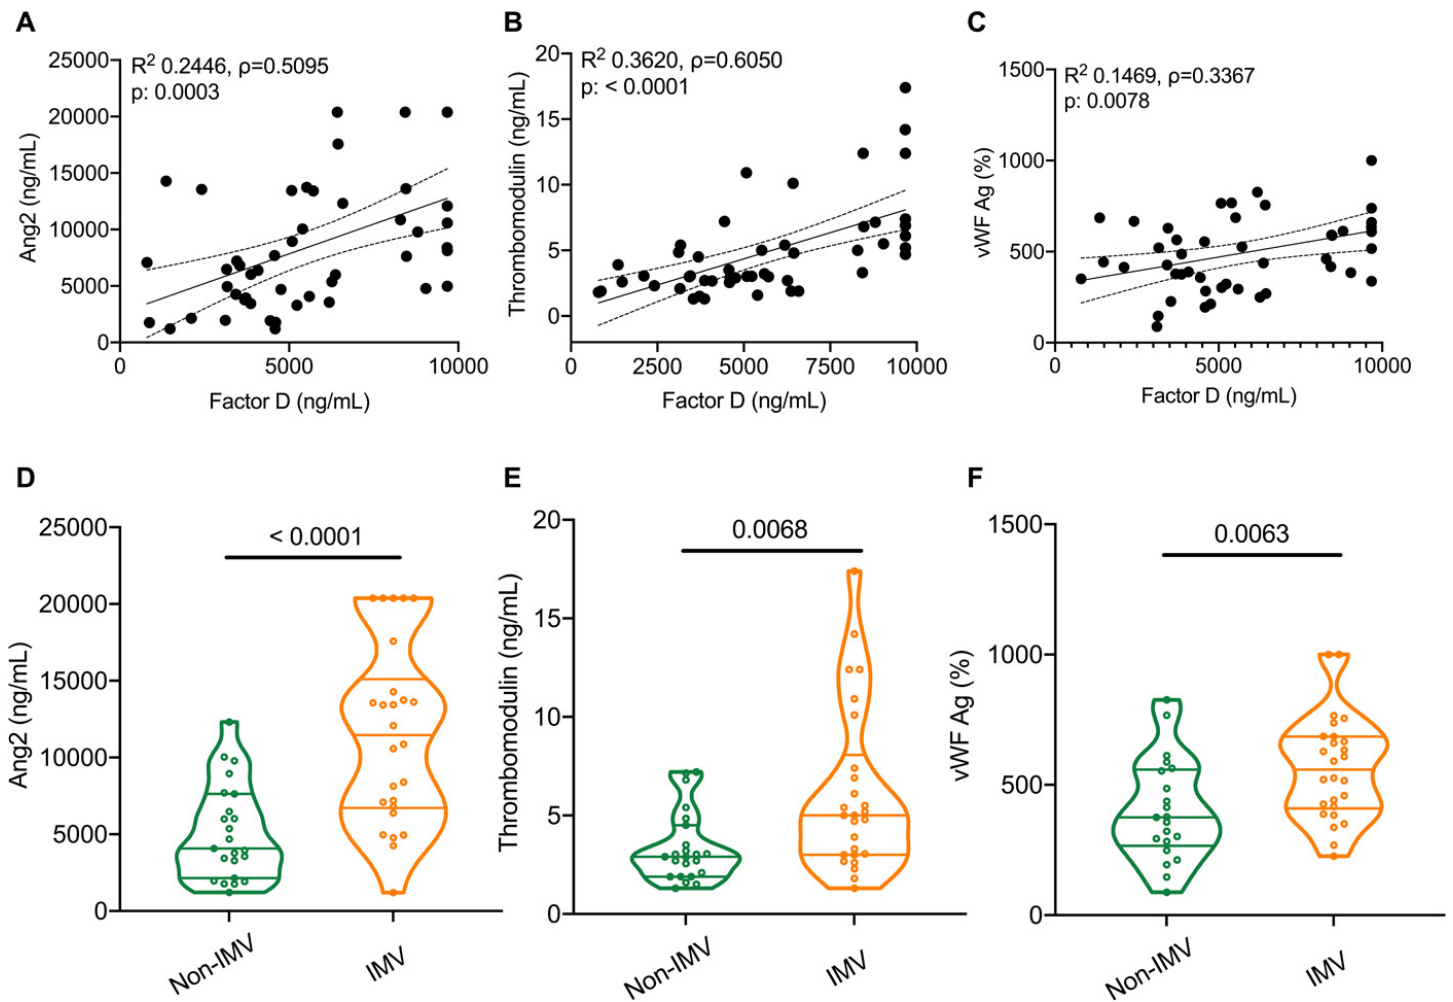 A
R² 0.2446, ρ=0.5095
p: 0.0003
25000
20000
15000
10000
5000
0
Ang2 (ng/mL)
0
5000
10000
Factor D (ng/mL)
B
R² 0.3620, ρ=0.6050
p: < 0.0001
20
15
10
5
0
Thrombomodulin (ng/mL)
0
2500
5000
7500
10000
Factor D (ng/mL)
C
R² 0.1469, ρ=0.3367
p: 0.0078
1500
1000
500
0
vWF Ag (%)
0
5000
10000
Factor D (ng/mL)
D
< 0.0001
25000
20000
15000
10000
5000
0
Ang2 (ng/mL)
Non-IMV
IMV
E
0.0068
20
15
10
5
0
Thrombomodulin (ng/mL)
Non-IMV
IMV
F
0.0063
1500
1000
500
0
vWF Ag (%)
Non-IMV
IMV